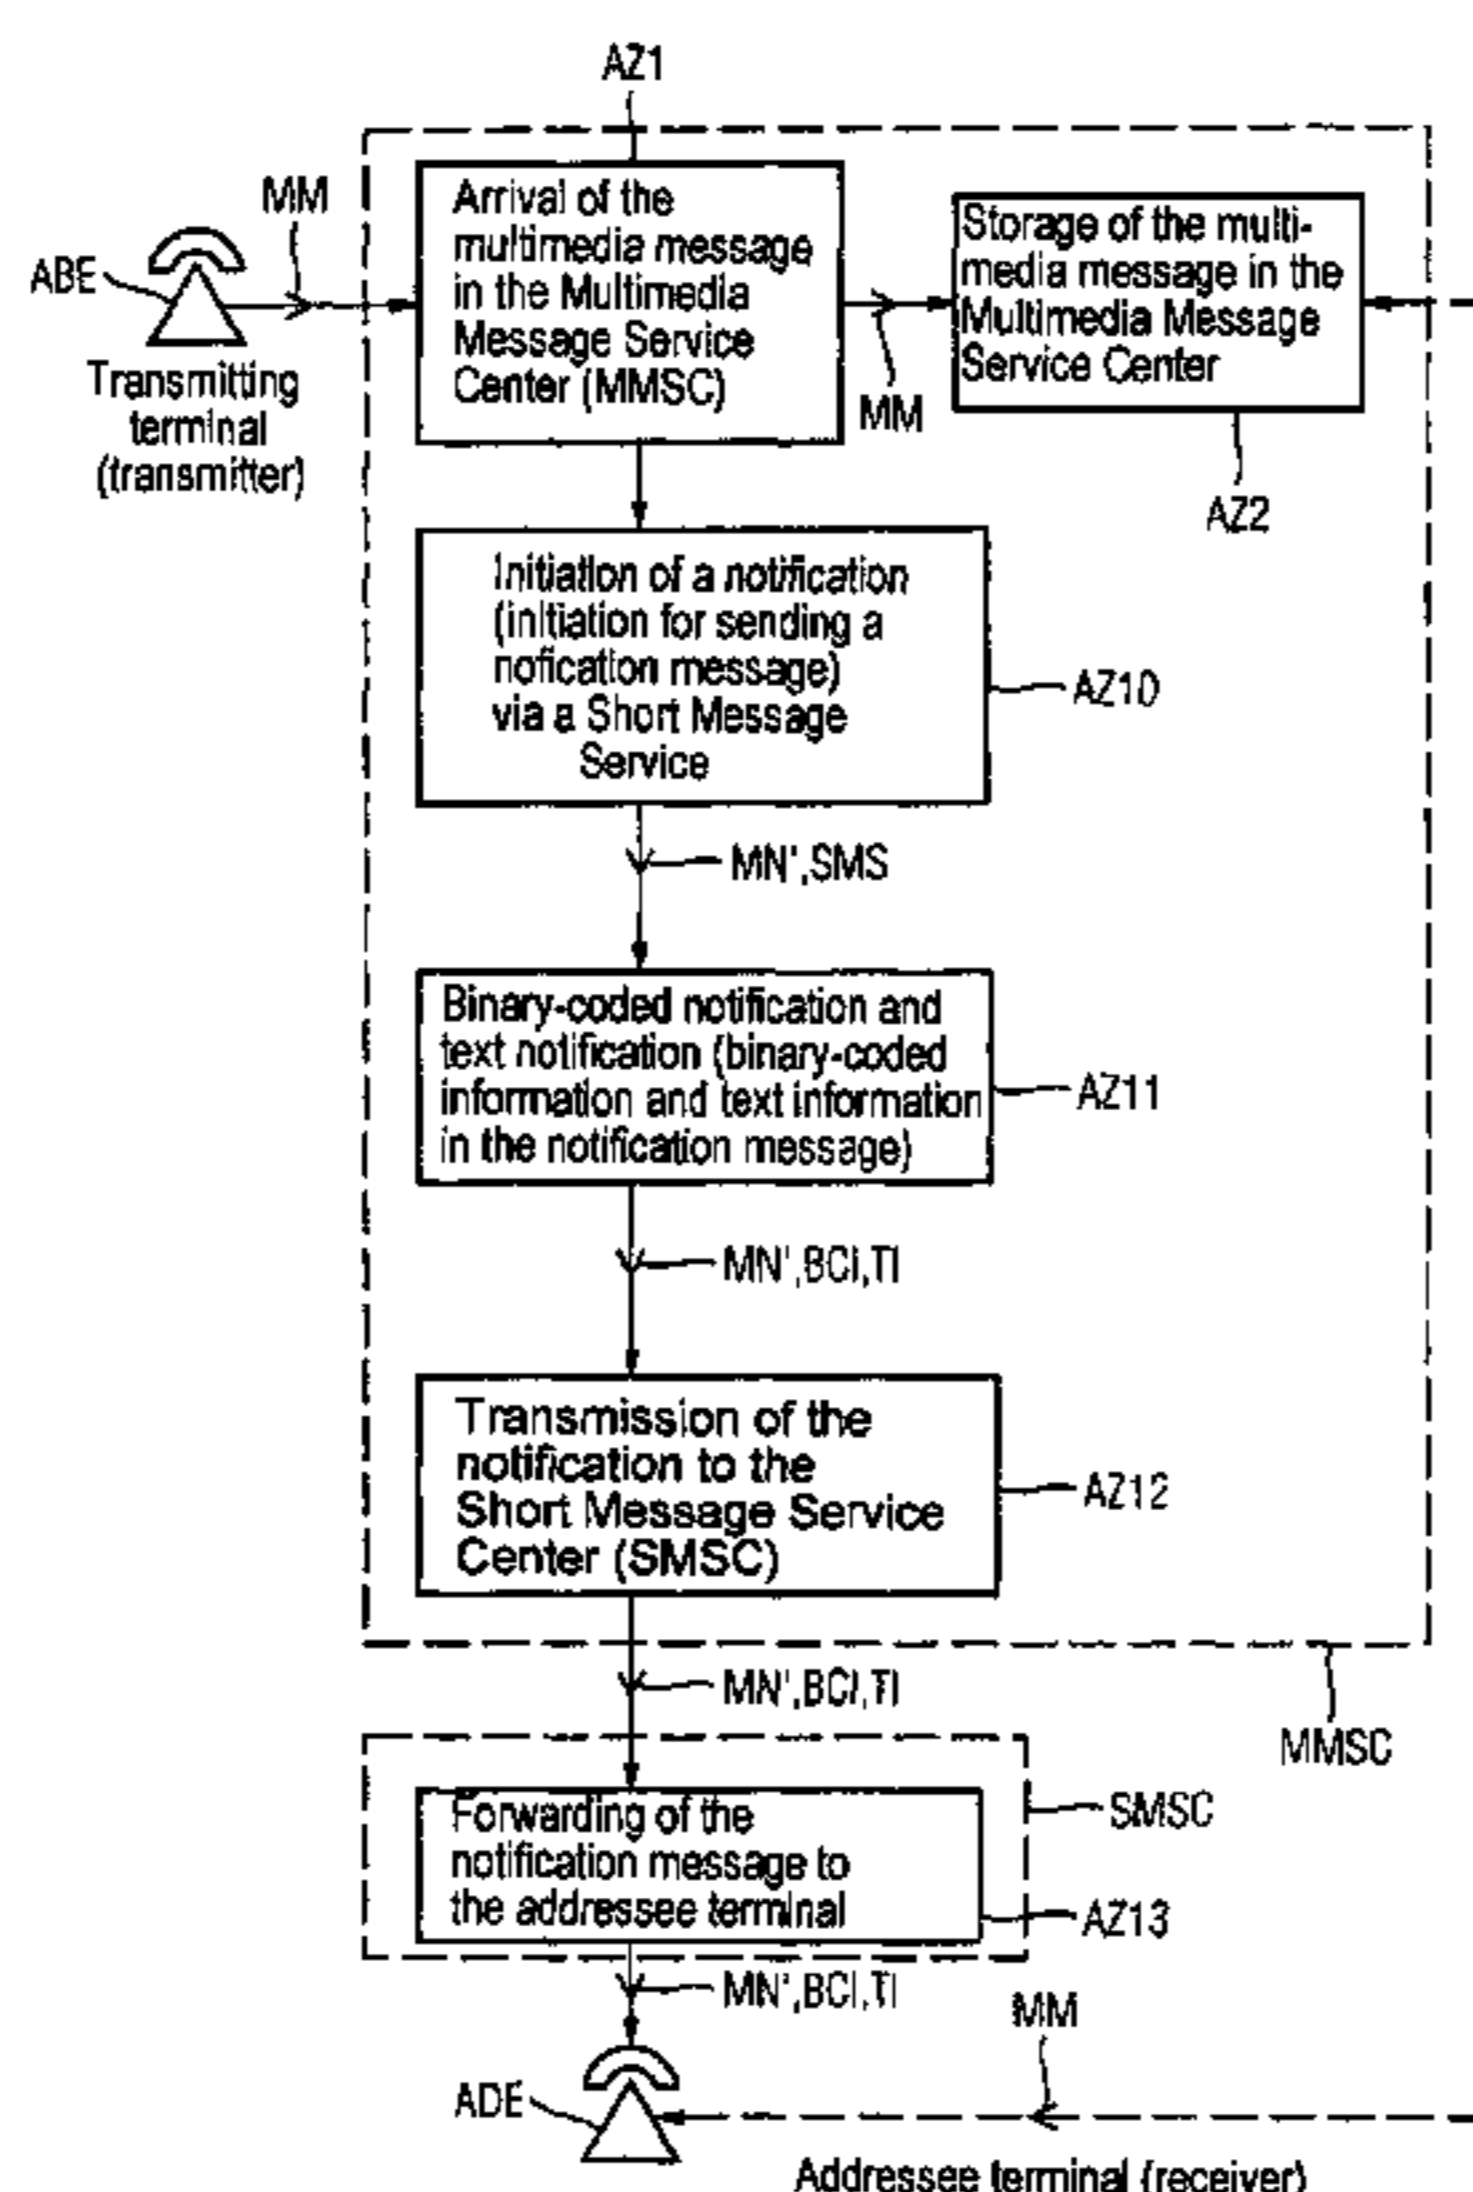 AZ1
MM
ABE
Transmitting
terminal
(transmitter)
Arrival of the
multimedia message
in the Multimedia
Message Service
Center (MMSC)
MM
Storage of the multi-
media message in the
Multimedia Message
Service Center
AZ2
Initiation of a notification
(initiation for sending a
nofication message)
via a Short Message
Service
AZ10
MN',SMS
Binary-coded notification and
text notification (binary-coded
information and text information
in the notification message)
AZ11
MN',BCI,TI
Transmission of the
notification to the
Short Message Service
Center (SMSC)
AZ12
MN',BCI,TI
MMSC
Forwarding of the
notification message to
the addressee terminal
SMSC
AZ13
MN',BCI,TI
MM
ADE
Addressee terminal (receiver)